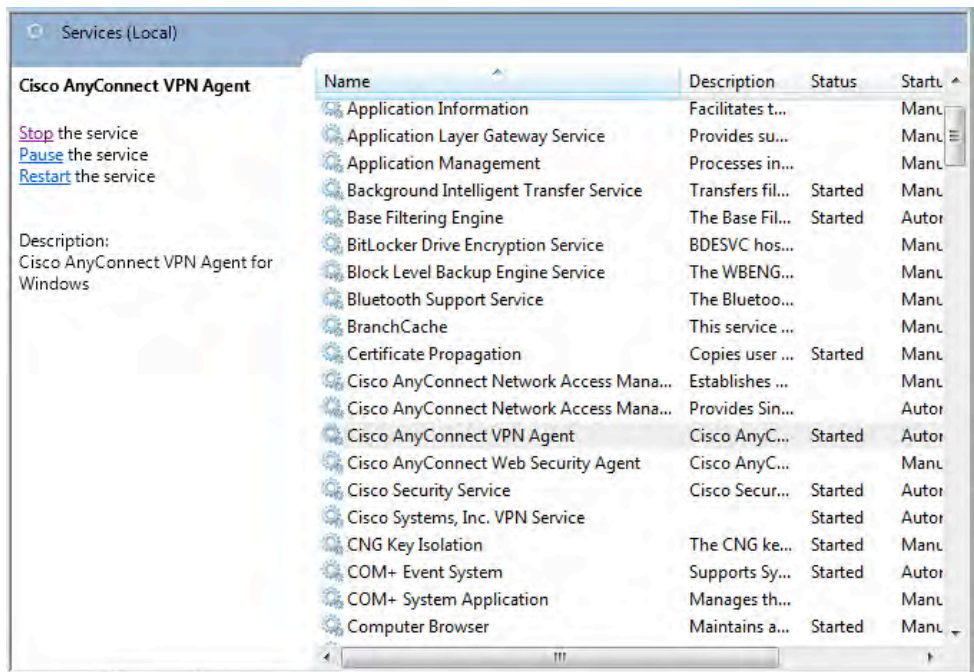 Services (Local)
Cisco AnyConnect VPN Agent
Stop the service
Pause the service
Restart the service
Description:
Cisco AnyConnect VPN Agent for
Windows
Name Description Status Startu
Application Information Facilitates t... Manu
Application Layer Gateway Service Provides su... Manu
Application Management Processes in... Manu
Background Intelligent Transfer Service Transfers fil... Started Manu
Base Filtering Engine The Base Fil... Started Autor
BitLocker Drive Encryption Service BDESVC hos... Manu
Block Level Backup Engine Service The WBENG... Manu
Bluetooth Support Service The Bluetoo... Manu
BranchCache This service ... Manu
Certificate Propagation Copies user ... Started Manu
Cisco AnyConnect Network Access Mana... Establishes ... Manu
Cisco AnyConnect Network Access Mana... Provides Sin... Autor
Cisco AnyConnect VPN Agent Cisco AnyC... Started Autor
Cisco AnyConnect Web Security Agent Cisco AnyC... Manu
Cisco Security Service Cisco Secur... Started Autor
Cisco Systems, Inc. VPN Service Started Autor
CNG Key Isolation The CNG ke... Started Manu
COM+ Event System Supports Sy... Started Autor
COM+ System Application Manages th... Manu
Computer Browser Maintains a... Started Manu